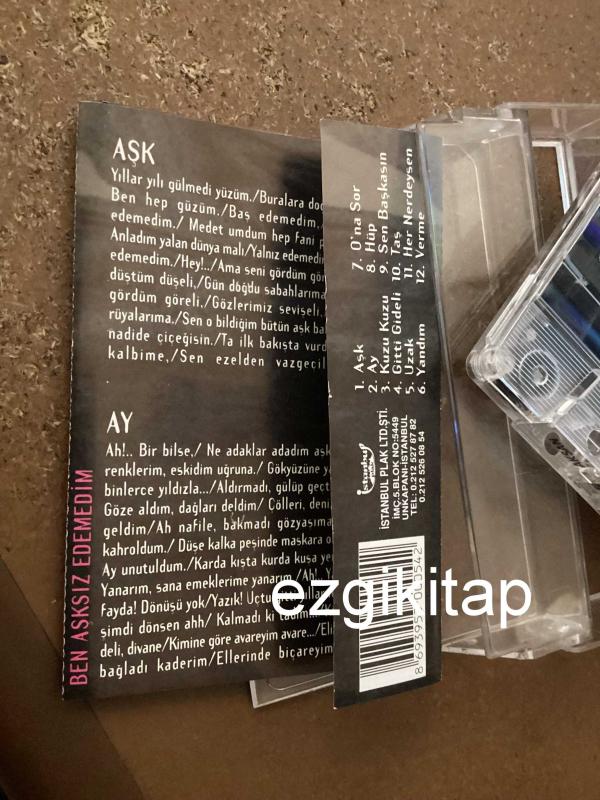 AŞK
Yıllar yılı gülmedi yüzüm./Buralara
Ben hep güzüm./Baş edemedim,
edemedim./ Medet umdum hep Fani
Anladım yalan dünya malı/Yalnız edemedi
edemedim./Hey!../Ama seni gördüm
düştüm düşeli,/Gün doğdu sabahlarıma
gördüm göreli./Gözlerimiz sevişeli,
rüyalarıma./Sen o bildiğim bütün aşk
nadide çiçeğisin./Ta ilk bakışta
kalbime,/Sen ezelden
AY
Ah!.. Bir bilse,/ Ne adaklar adadım
renklerim, eskidim uğruna./ Gökyüzüne
binlerce yıldızla.../Aldırmadı, gülüp
Göze aldım, dağları deldim/ Çölleri,
geldim/Ah nafile, bakmadı gözyaşıma
kahroldum./ Düşe kalka peşinde maskara
Ay unutuldum./Karda kışta kurda kuşa
Yanarım, sana emeklerime yanarım
Fayda! Dönüşü yok/Yazık!
şimdi dönsen ahh/ Kalmadı ki
deli, divane/Kimine göre avareyim avare...
bağladı kaderim/Ellerinde biçareyim
BEN AŞKSIZ EDEMEDİM
1. Aşk
2. Ay
3. Kuzu Kuzu
4. Gitti Gideli
5. Uzak
6. Yandım
7. O'na Sor
8. Hüp
9. Sen Başkasın
10. Taş
11. Her Nerdeysen
12. Verme
istanbul
plak
İSTANBUL PLAK LTD.ŞTİ.
İMÇ.5.BLOK NO:5449
UNKAPANI-İSTANBUL
TEL: 0.212 527 87 82
0.212 526 08 54
8 693952 040542
ezgikitap